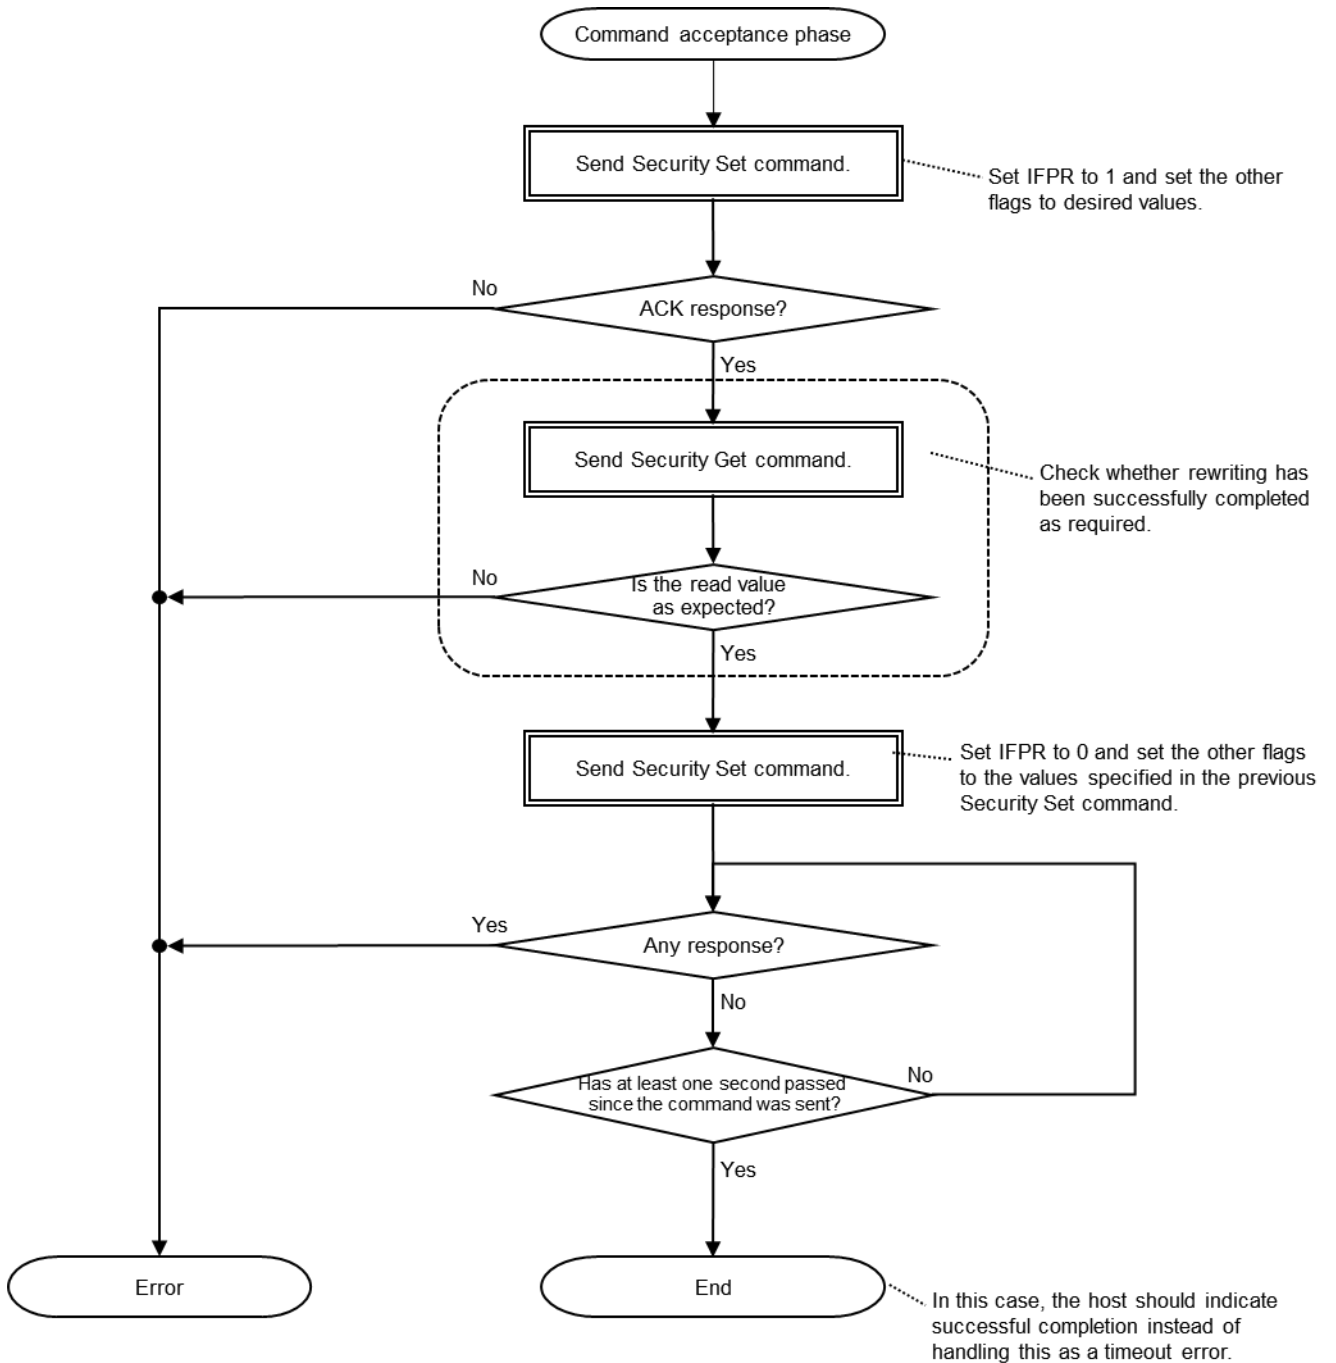 Command acceptance phase
Send Security Set command.
Set IFPR to 1 and set the other
flags to desired values.
No
ACK response?
Yes
Send Security Get command.
Check whether rewriting has
been successfully completed
as required.
No
Is the read value
as expected?
Yes
Send Security Set command.
Set IFPR to 0 and set the other flags
to the values specified in the previous
Security Set command.
Yes
Any response?
No
Has at least one second passed
since the command was sent?
No
Yes
Error
End
In this case, the host should indicate
successful completion instead of
handling this as a timeout error.